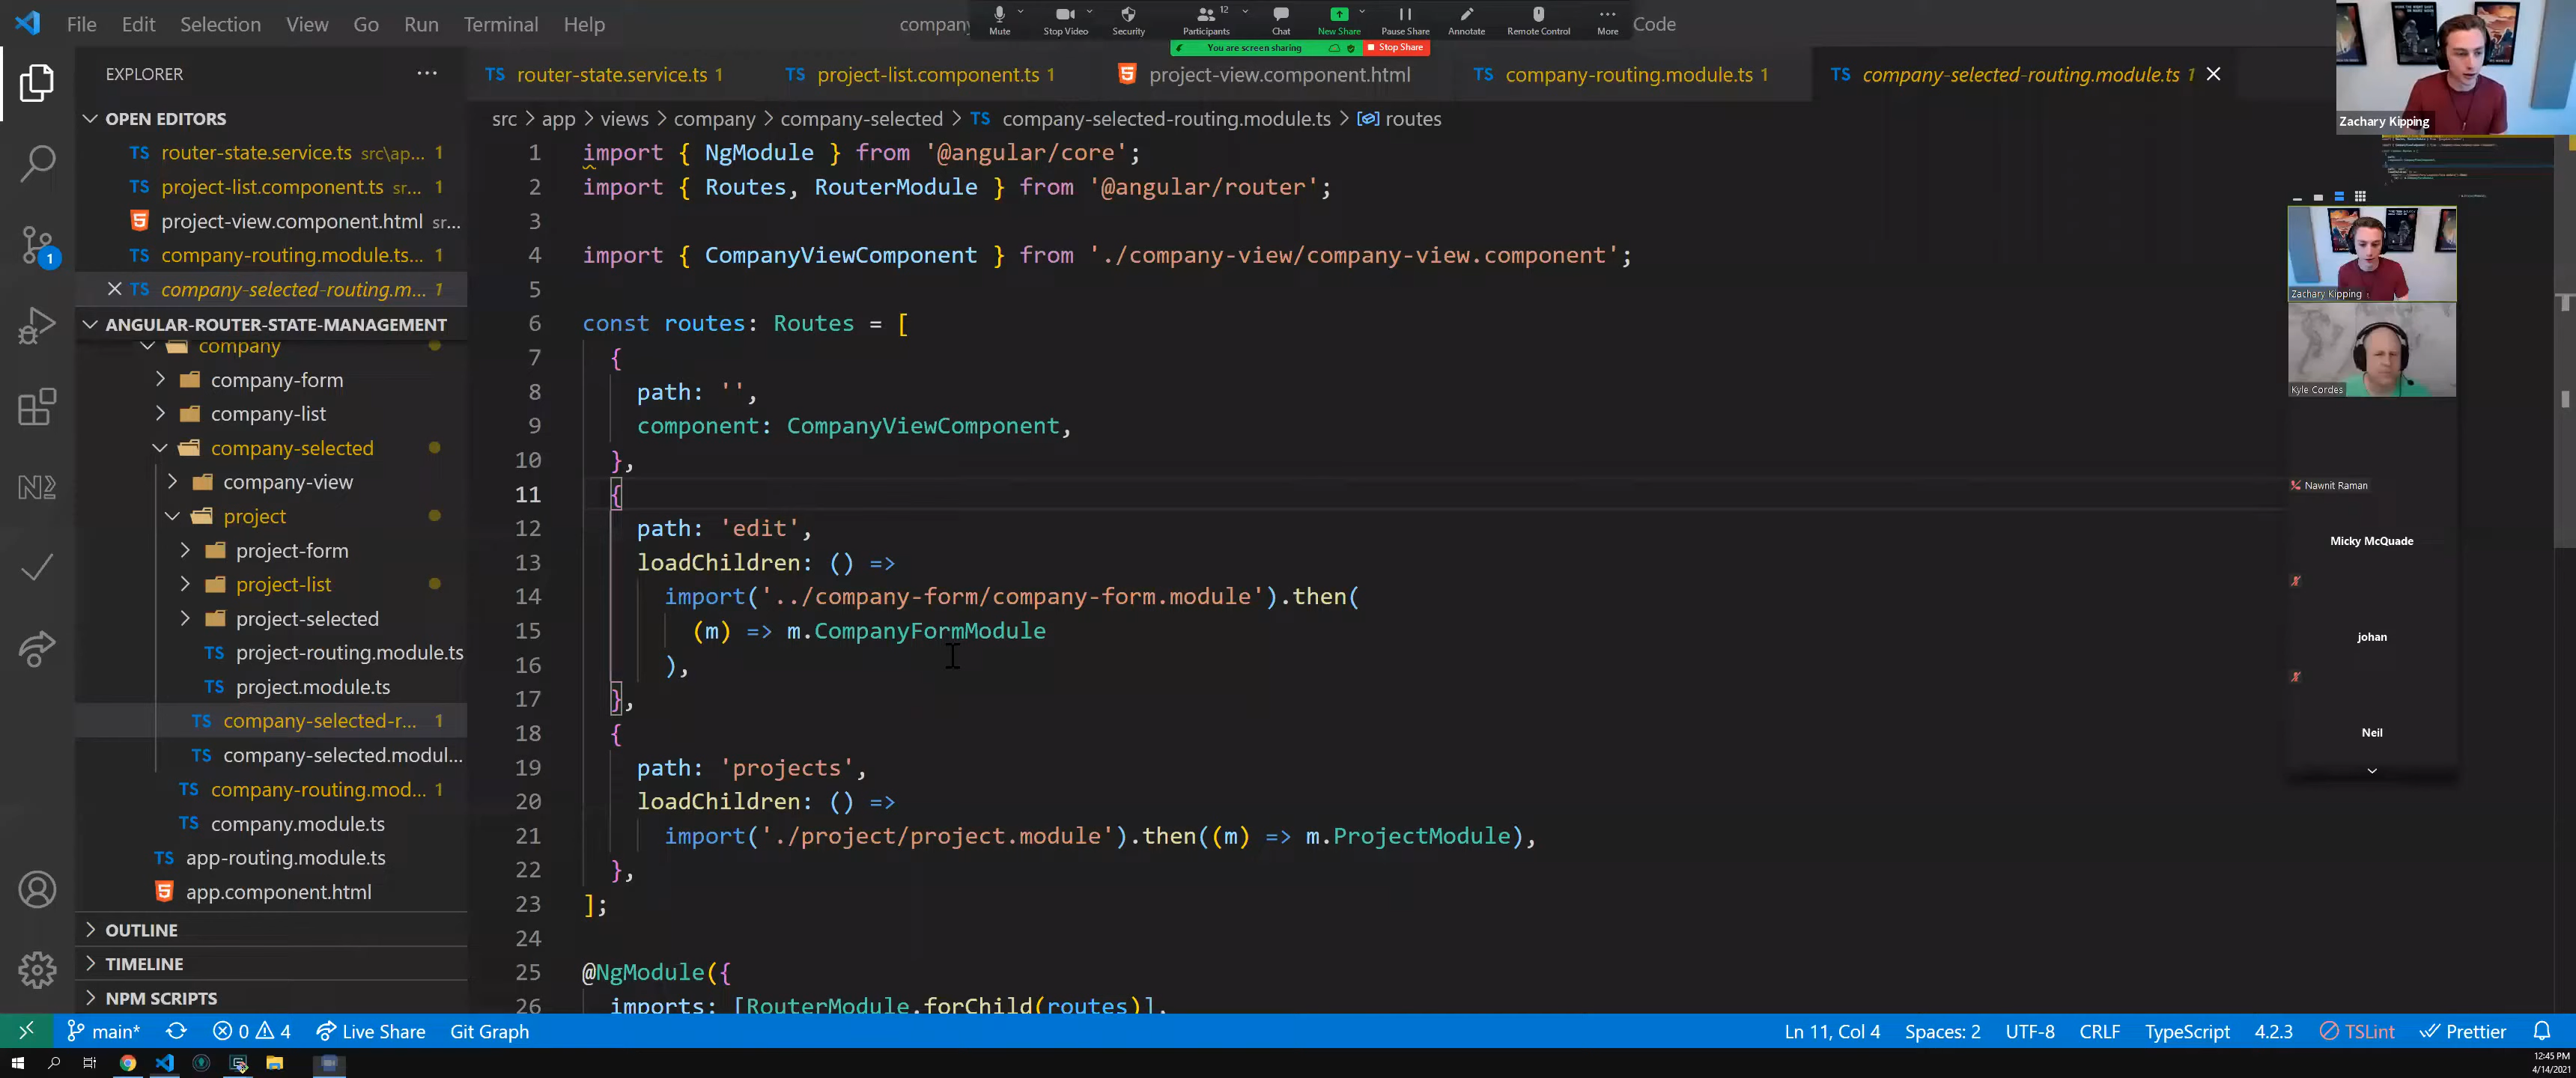 File Edit Selection View Go Run Terminal Help
company
Code
Mute
Stop Video
Security
Participants
12
Chat
New Share
Pause Share
Annotate
Remote Control
More
You are screen sharing
Stop Share
EXPLORER
TS router-state.service.ts 1
TS project-list.component.ts 1
project-view.component.html
TS company-routing.module.ts 1
TS company-selected-routing.module.ts 1
Zachary Kipping
src > app > views > company > company-selected > TS company-selected-routing.module.ts > routes
OPEN EDITORS
TS router-state.service.ts src\ap... 1
TS project-list.component.ts sr... 1
project-view.component.html sr...
TS company-routing.module.ts... 1
TS company-selected-routing.m... 1
ANGULAR-ROUTER-STATE-MANAGEMENT
company
company-form
company-list
company-selected
company-view
project
project-form
project-list
project-selected
TS project-routing.module.ts
TS project.module.ts
TS company-selected-r... 1
TS company-selected.modul...
TS company-routing.mod... 1
TS company.module.ts
TS app-routing.module.ts
app.component.html
OUTLINE
TIMELINE
NPM SCRIPTS
1 import { NgModule } from '@angular/core';
2 import { Routes, RouterModule } from '@angular/router';
3
4 import { CompanyViewComponent } from './company-view/company-view.component';
5
6 const routes: Routes = [
7 {
8 path: '',
9 component: CompanyViewComponent,
10 },
11 {
12 path: 'edit',
13 loadChildren: () =>
14 import('../company-form/company-form.module').then(
15 (m) => m.CompanyFormModule
16 ),
17 },
18 {
19 path: 'projects',
20 loadChildren: () =>
21 import('./project/project.module').then((m) => m.ProjectModule),
22 },
23 ];
24
25 @NgModule({
26 imports: [RouterModule.forChild(routes)],
Zachary Kipping
Kyle Cordes
Nawnit Raman
Micky McQuade
johan
Neil
main* 0 4 Live Share Git Graph
1
Ln 11, Col 4 Spaces: 2 UTF-8 CRLF TypeScript 4.2.3 TSLint Prettier
12:45 PM
4/14/2021